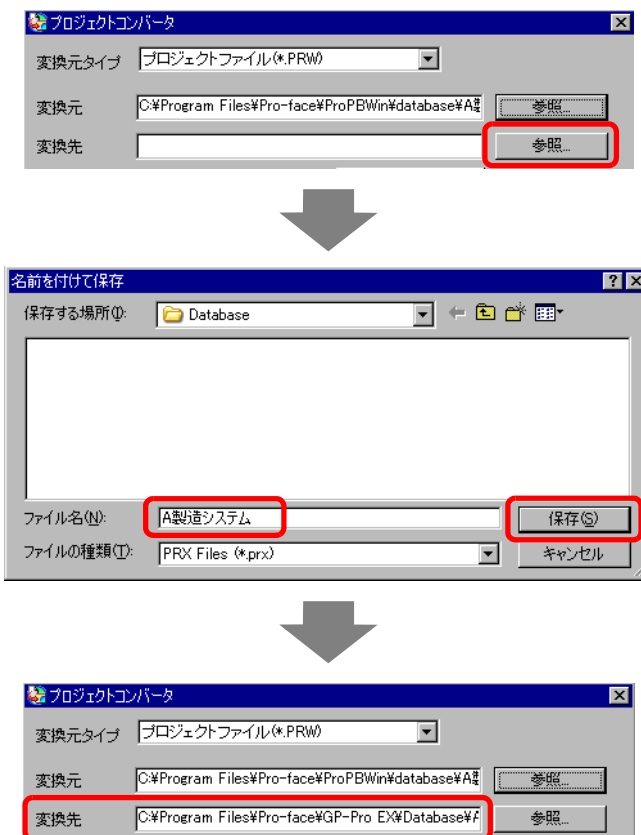 プロジェクトコンバータ
変換元タイプ プロジェクトファイル(*.PRW)
変換元 C:¥Program Files¥Pro-face¥ProPBWin¥database¥A 参照...
変換先 参照...
名前を付けて保存
保存する場所(I): Database
ファイル名(N): A製造システム 保存(S)
ファイルの種類(T): PRX Files (*.prx) キャンセル
プロジェクトコンバータ
変換元タイプ プロジェクトファイル(*.PRW)
変換元 C:¥Program Files¥Pro-face¥ProPBWin¥database¥A 参照...
変換先 C:¥Program Files¥Pro-face¥GP-Pro EX¥Database¥ 参照...